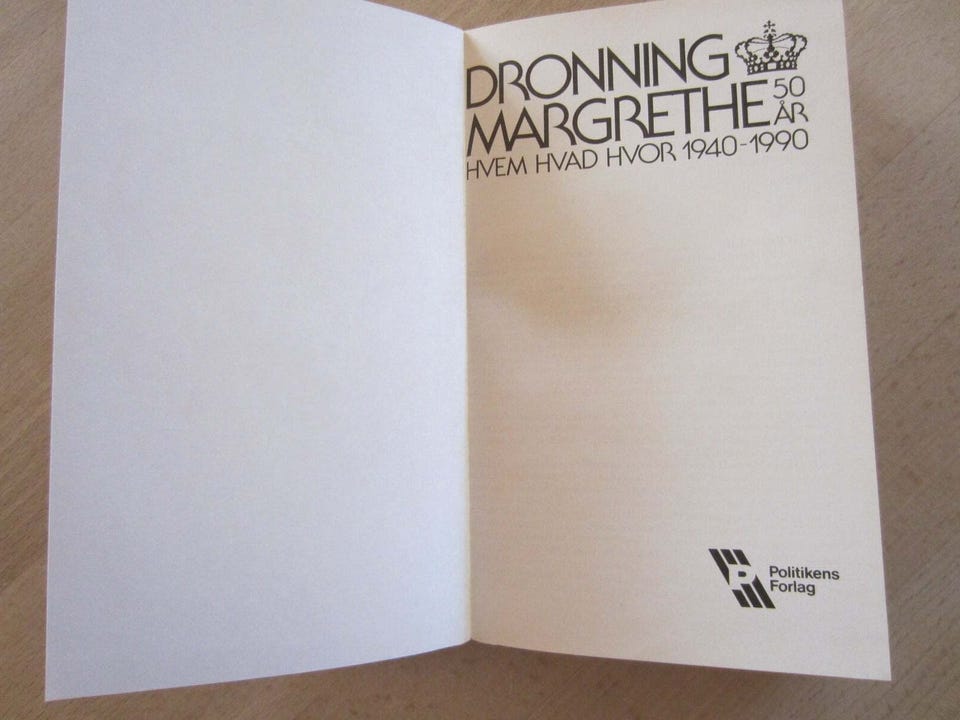 DRONNING
MARGRETHE 50 ÅR
HVEM HVAD HVOR 1940-1990
Politikens
Forlag